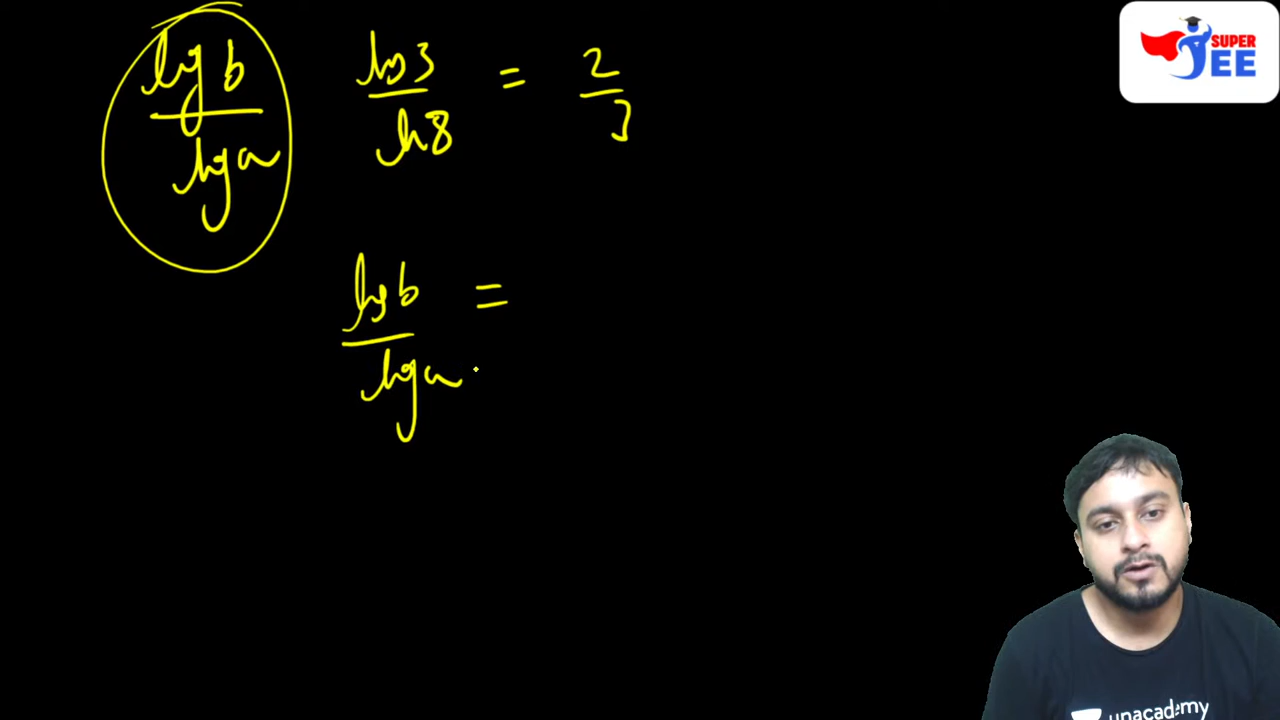 log b
log a
log 3
log 8
= 2
3
log b =
log a
SUPER
JEE
unacademy